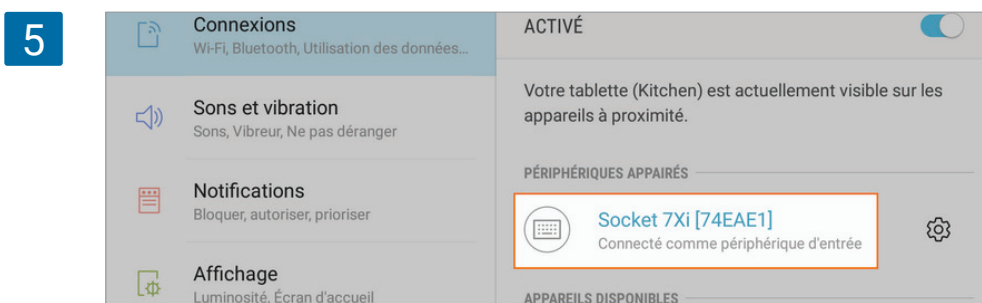 5
Connexions
Wi-Fi, Bluetooth, Utilisation des données...
Sons et vibration
Sons, Vibreur, Ne pas déranger
Notifications
Bloquer, autoriser, prioriser
Affichage
Luminosité, Écran d'accueil
ACTIVÉ
Votre tablette (Kitchen) est actuellement visible sur les
appareils à proximité.
PÉRIPHÉRIQUES APPAIRÉS
Socket 7Xi [74EAE1]
Connecté comme périphérique d'entrée
APPAREILS DISPONIBLES